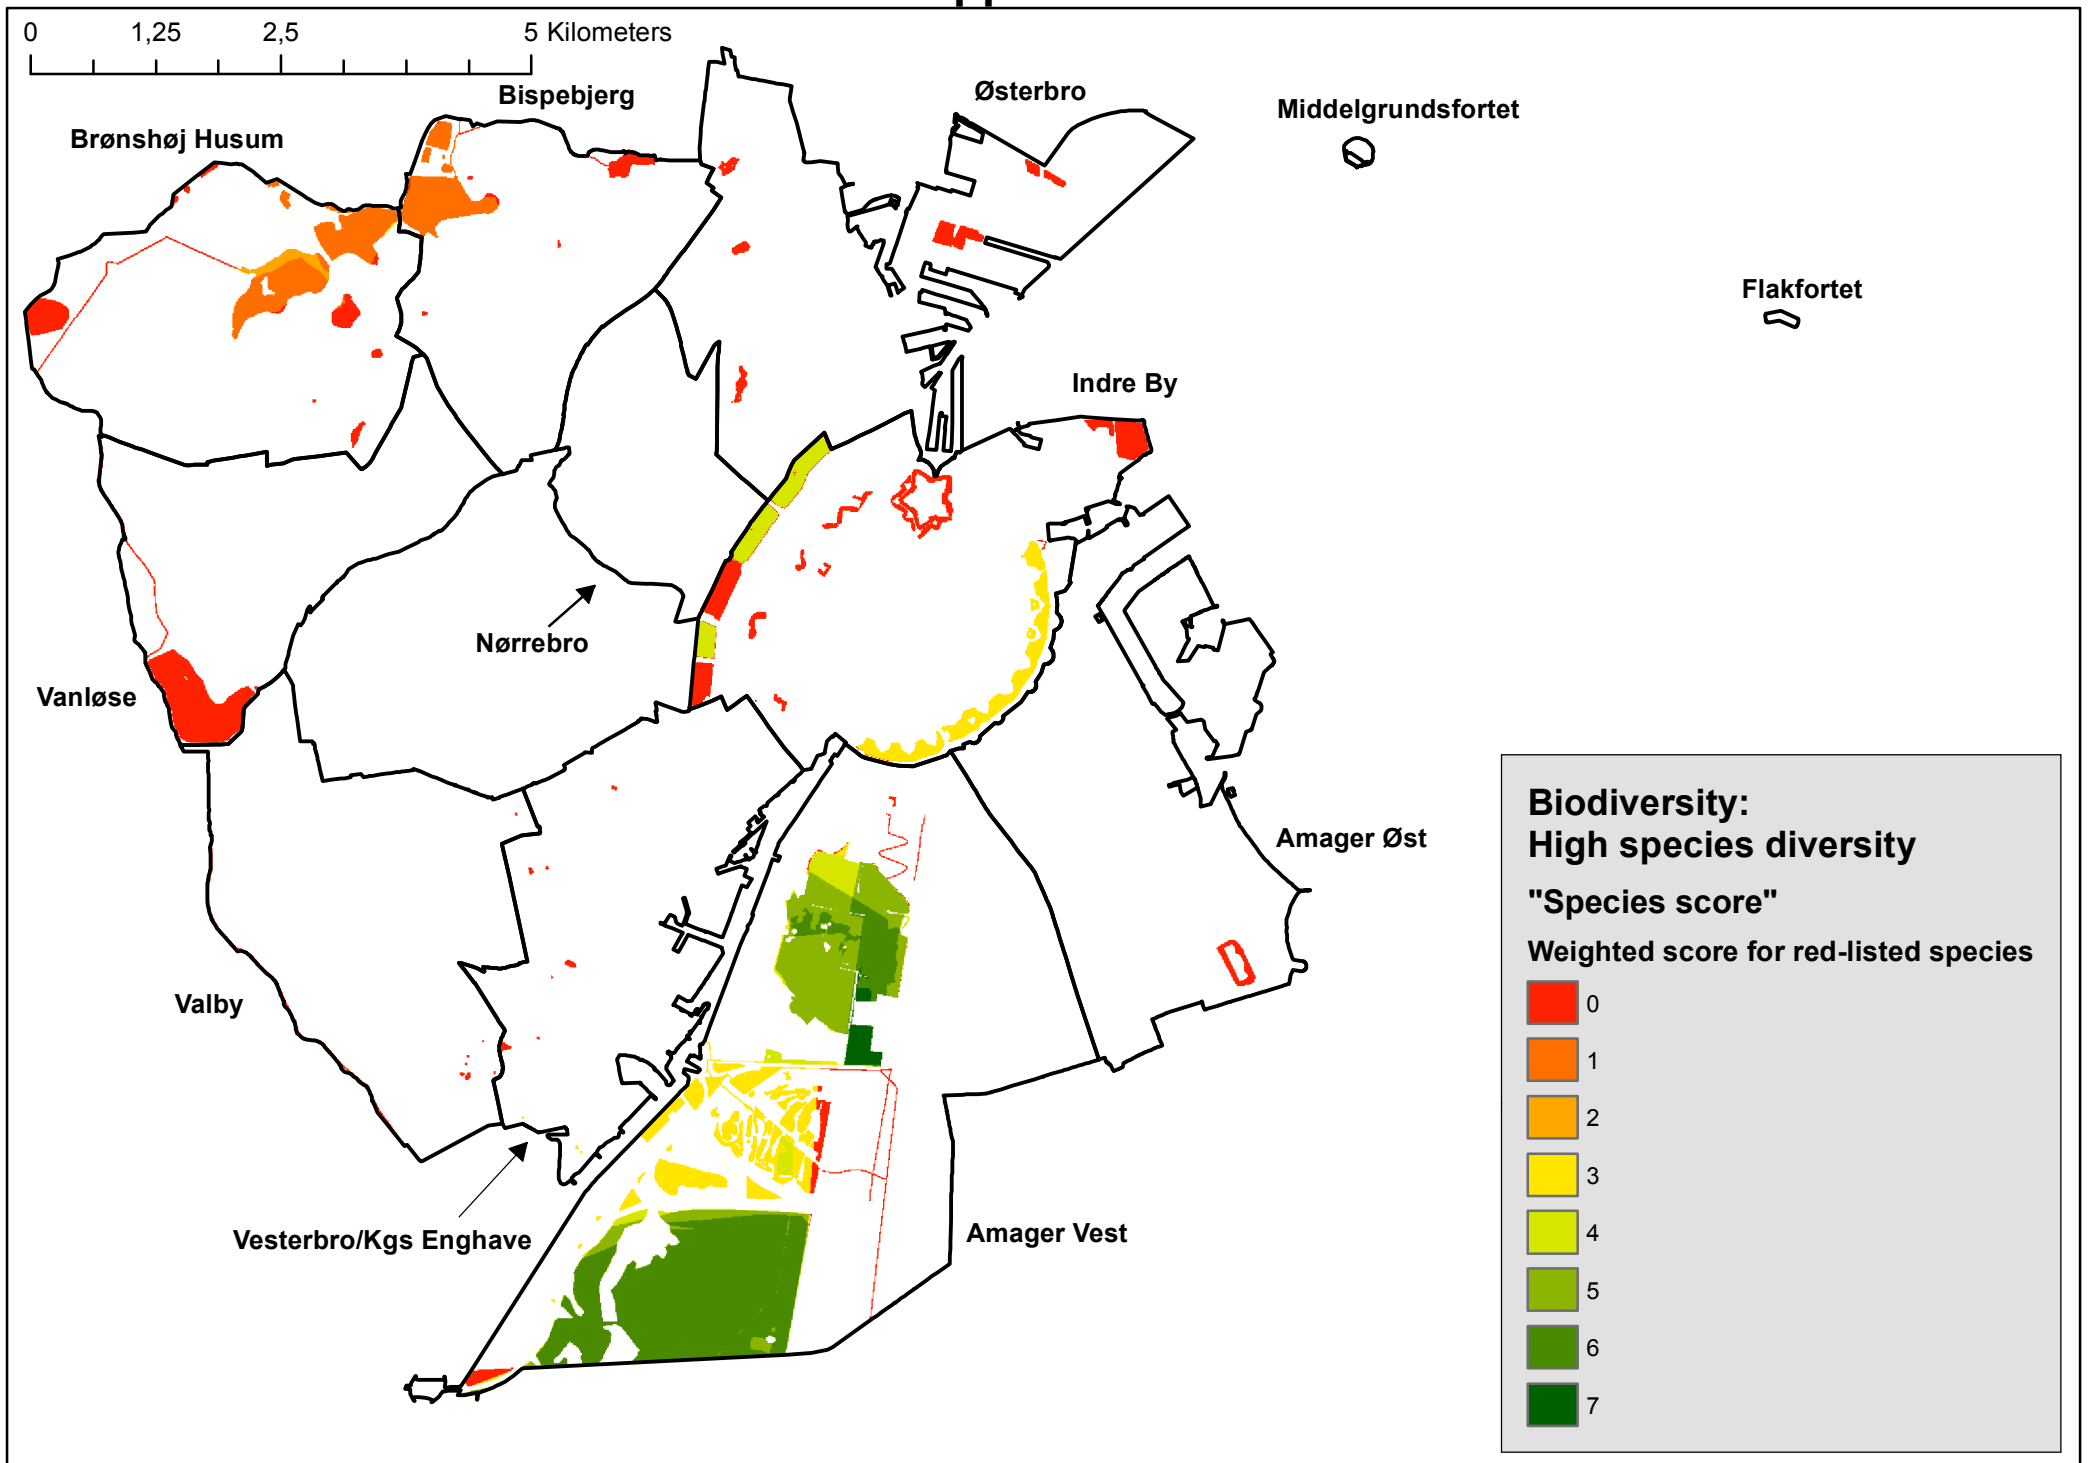 0 1,25 2,5 5 Kilometers
Bispebjerg
Østerbro
Middelgrundsfortet
Brønshøj Husum
Flakfortet
Indre By
Nørrebro
Vanløse
Amager Øst
Valby
Vesterbro/Kgs Enghave
Amager Vest
Biodiversity:
High species diversity
"Species score"
Weighted score for red-listed species
0
1
2
3
4
5
6
7